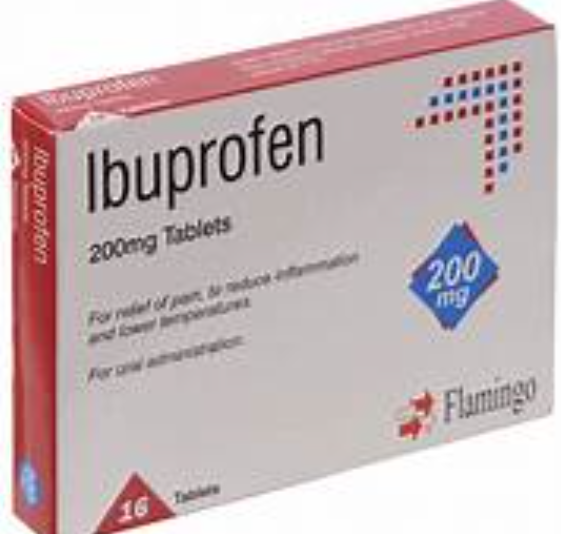 Ibuprofen
Ibuprofen
Ibuprofen
200mg Tablets
For relief of pain, to reduce inflammation
and lower temperatures.
For oral administration.
200
mg
Flamingo
16 Tablets